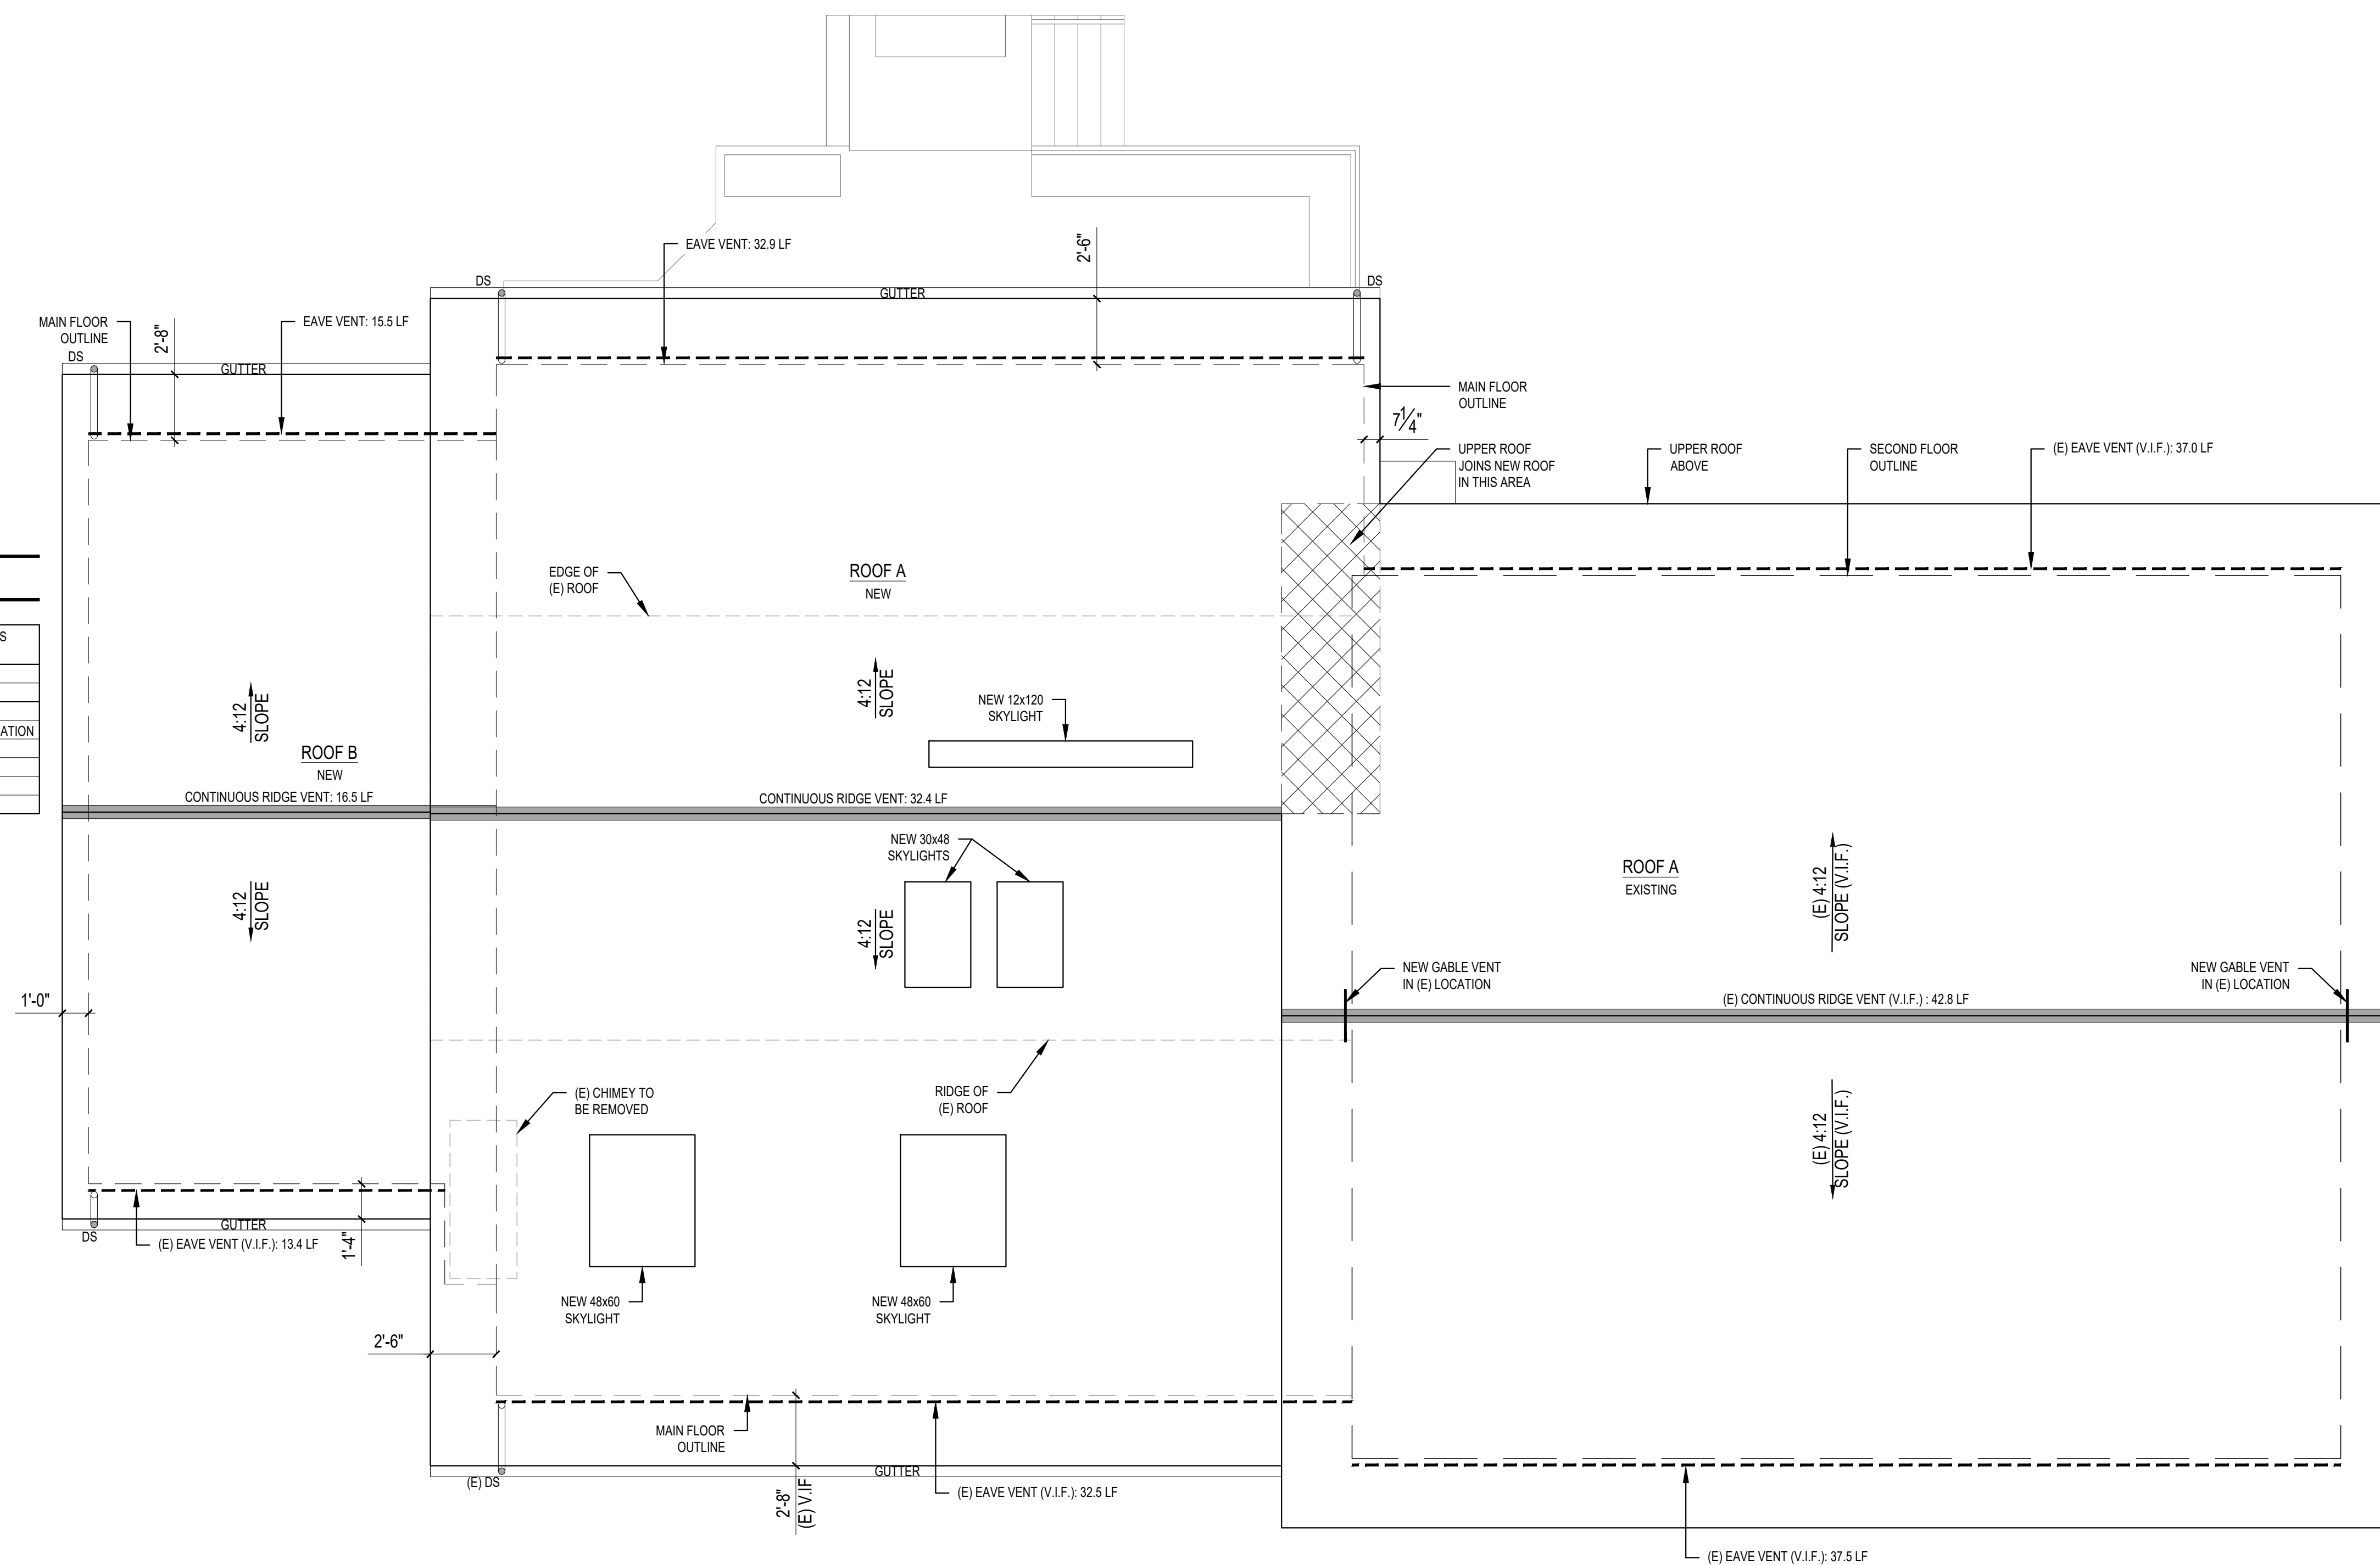 EAVE VENT: 32.9 LF
2'-6"
DS
GUTTER
DS
MAIN FLOOR
OUTLINE
2'-8"
EAVE VENT: 15.5 LF
DS
GUTTER
MAIN FLOOR
OUTLINE
7 1/4"
UPPER ROOF
JOINS NEW ROOF
IN THIS AREA
UPPER ROOF
ABOVE
SECOND FLOOR
OUTLINE
(E) EAVE VENT (V.I.F.): 37.0 LF
EDGE OF
(E) ROOF
ROOF A
NEW
S
ATION
4:12
SLOPE
4:12
SLOPE
NEW 12x120
SKYLIGHT
ROOF B
NEW
CONTINUOUS RIDGE VENT: 16.5 LF
CONTINUOUS RIDGE VENT: 32.4 LF
NEW 30x48
SKYLIGHTS
4:12
SLOPE
4:12
SLOPE
ROOF A
EXISTING
(E) 4:12
SLOPE (V.I.F.)
1'-0"
NEW GABLE VENT
IN (E) LOCATION
(E) CONTINUOUS RIDGE VENT (V.I.F.) : 42.8 LF
NEW GABLE VENT
IN (E) LOCATION
(E) CHIMEY TO
BE REMOVED
RIDGE OF
(E) ROOF
(E) 4:12
SLOPE (V.I.F.)
GUTTER
DS
(E) EAVE VENT (V.I.F.): 13.4 LF
1'-4"
NEW 48x60
SKYLIGHT
NEW 48x60
SKYLIGHT
2'-6"
MAIN FLOOR
OUTLINE
(E) DS
GUTTER
2'-8"
(E) V.IF
(E) EAVE VENT (V.I.F.): 32.5 LF
(E) EAVE VENT (V.I.F.): 37.5 LF